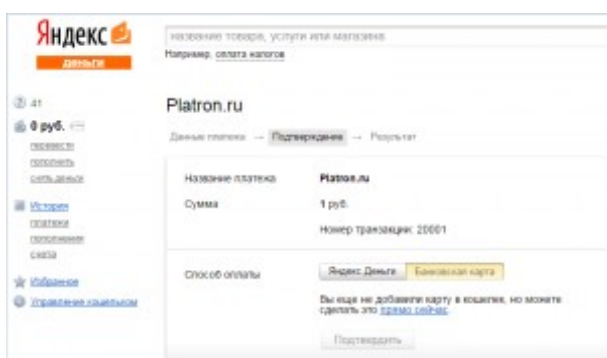 Яндекс
деньги
название товара, услуги или магазина
Например, оплата налогов
41
0 руб.
перевести
пополнить
снять деньги
История
платежи
пополнения
счета
Избранное
Управление кошельком
Platron.ru
Данные платежа → Подтверждение → Результат
Название платежа Platron.ru
Сумма 1 руб.
Номер транзакции: 20001
Способ оплаты Яндекс.Деньги Банковская карта
Вы еще не добавили карту в кошелек, но можете
сделать это прямо сейчас.
Подтвердить